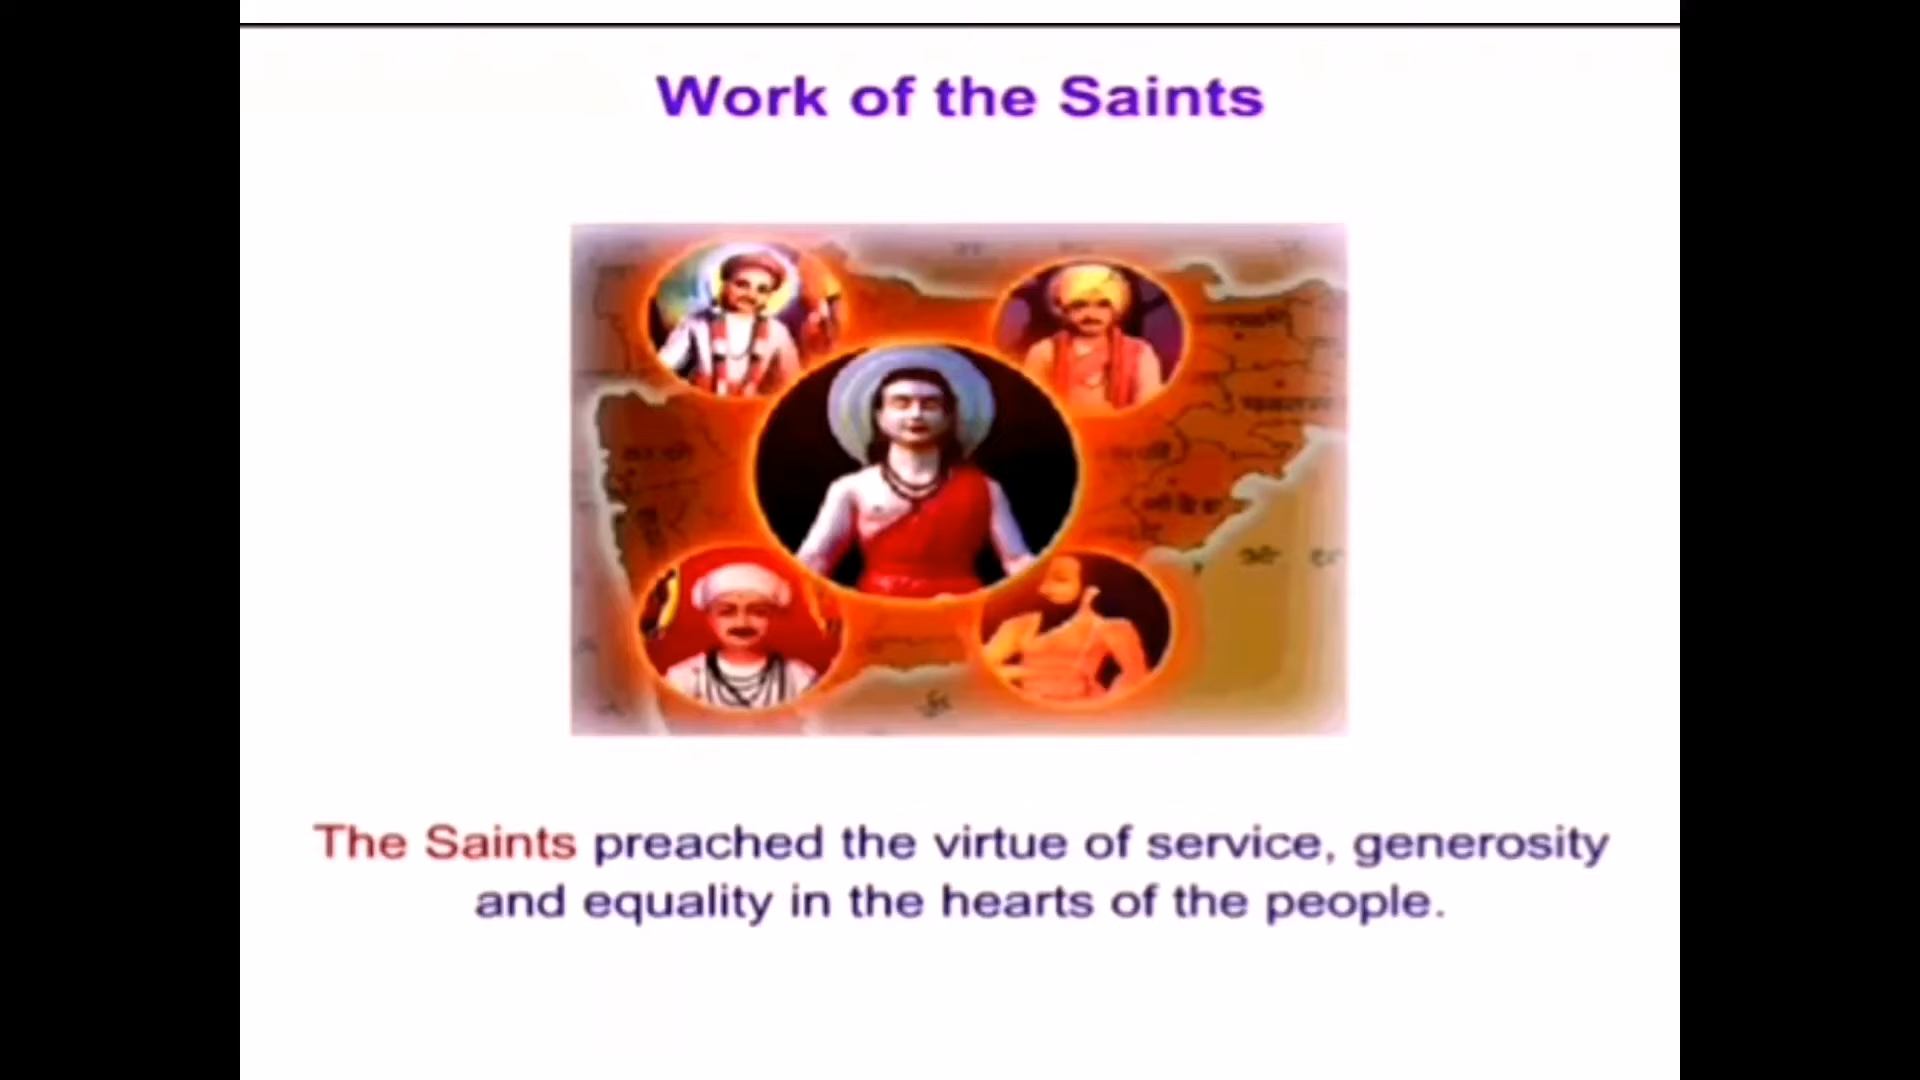 Work of the Saints
The Saints preached the virtue of service, generosity
and equality in the hearts of the people.